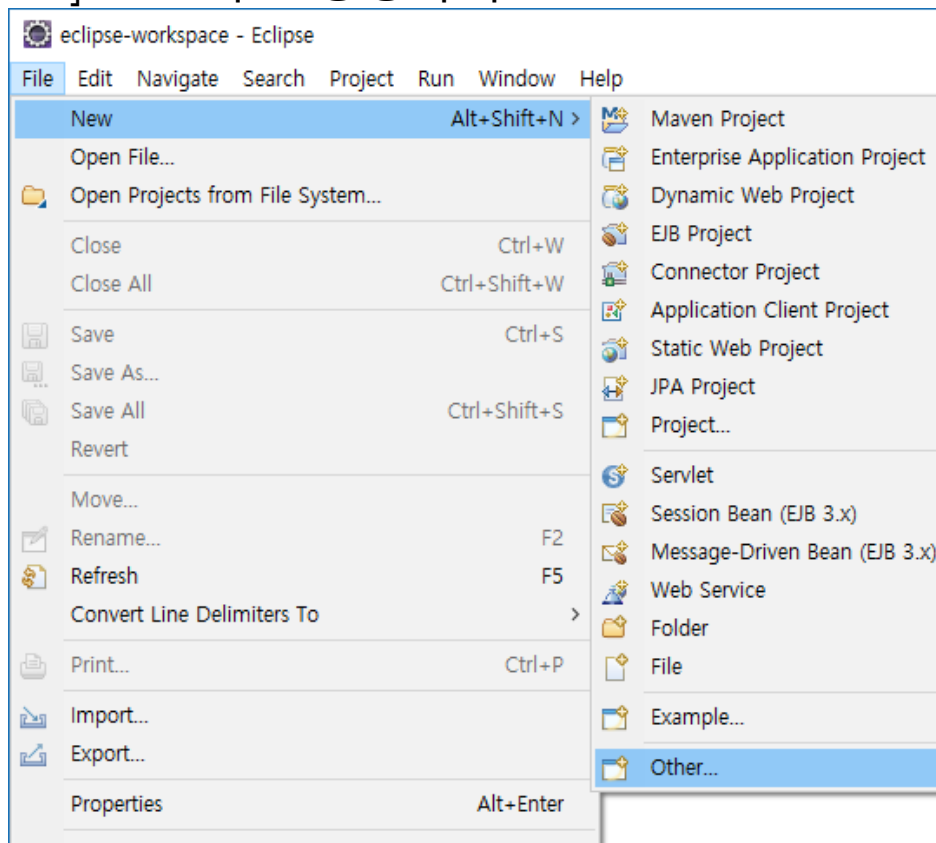 eclipse-workspace - Eclipse
File Edit Navigate Search Project Run Window Help
New Alt+Shift+N >
Open File...
Open Projects from File System...
Close Ctrl+W
Close All Ctrl+Shift+W
Save Ctrl+S
Save As...
Save All Ctrl+Shift+S
Revert
Move...
Rename... F2
Refresh F5
Convert Line Delimiters To >
Print... Ctrl+P
Import...
Export...
Properties Alt+Enter
Maven Project
Enterprise Application Project
Dynamic Web Project
EJB Project
Connector Project
Application Client Project
Static Web Project
JPA Project
Project...
Servlet
Session Bean (EJB 3.x)
Message-Driven Bean (EJB 3.x)
Web Service
Folder
File
Example...
Other...